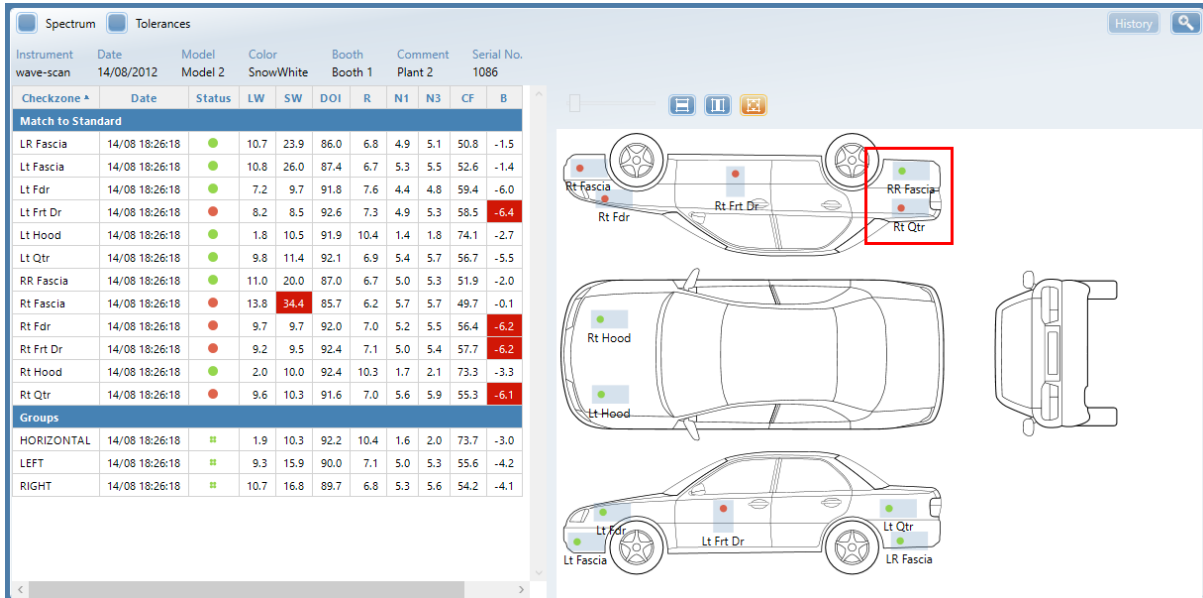 Spectrum Tolerances History
Instrument Date Model Color Booth Comment Serial No.
wave-scan 14/08/2012 Model 2 SnowWhite Booth 1 Plant 2 1086
Checkzone Date Status LW SW DOI R N1 N3 CF B
Match to Standard
LR Fascia 14/08 18:26:18 10.7 23.9 86.0 6.8 4.9 5.1 50.8 -1.5
Lt Fascia 14/08 18:26:18 10.8 26.0 87.4 6.7 5.3 5.5 52.6 -1.4
Lt Fdr 14/08 18:26:18 7.2 9.7 91.8 7.6 4.4 4.8 59.4 -6.0
Lt Frt Dr 14/08 18:26:18 8.2 8.5 92.6 7.3 4.9 5.3 58.5 -6.4
Lt Hood 14/08 18:26:18 1.8 10.5 91.9 10.4 1.4 1.8 74.1 -2.7
Lt Qtr 14/08 18:26:18 9.8 11.4 92.1 6.9 5.4 5.7 56.7 -5.5
RR Fascia 14/08 18:26:18 11.0 20.0 87.0 6.7 5.0 5.3 51.9 -2.0
Rt Fascia 14/08 18:26:18 13.8 34.4 85.7 6.2 5.7 5.7 49.7 -0.1
Rt Fdr 14/08 18:26:18 9.7 9.7 92.0 7.0 5.2 5.5 56.4 -6.2
Rt Frt Dr 14/08 18:26:18 9.2 9.5 92.4 7.1 5.0 5.4 57.7 -6.2
Rt Hood 14/08 18:26:18 2.0 10.0 92.4 10.3 1.7 2.1 73.3 -3.3
Rt Qtr 14/08 18:26:18 9.6 10.3 91.6 7.0 5.6 5.9 55.3 -6.1
Groups
HORIZONTAL 14/08 18:26:18 1.9 10.3 92.2 10.4 1.6 2.0 73.7 -3.0
LEFT 14/08 18:26:18 9.3 15.9 90.0 7.1 5.0 5.3 55.6 -4.2
RIGHT 14/08 18:26:18 10.7 16.8 89.7 6.8 5.3 5.6 54.2 -4.1
Rt Fascia RR Fascia
Rt Fdr Rt Frt Dr Rt Qtr
Rt Hood
Lt Hood
Lt Fdr Lt Qtr
Lt Frt Dr
Lt Fascia LR Fascia